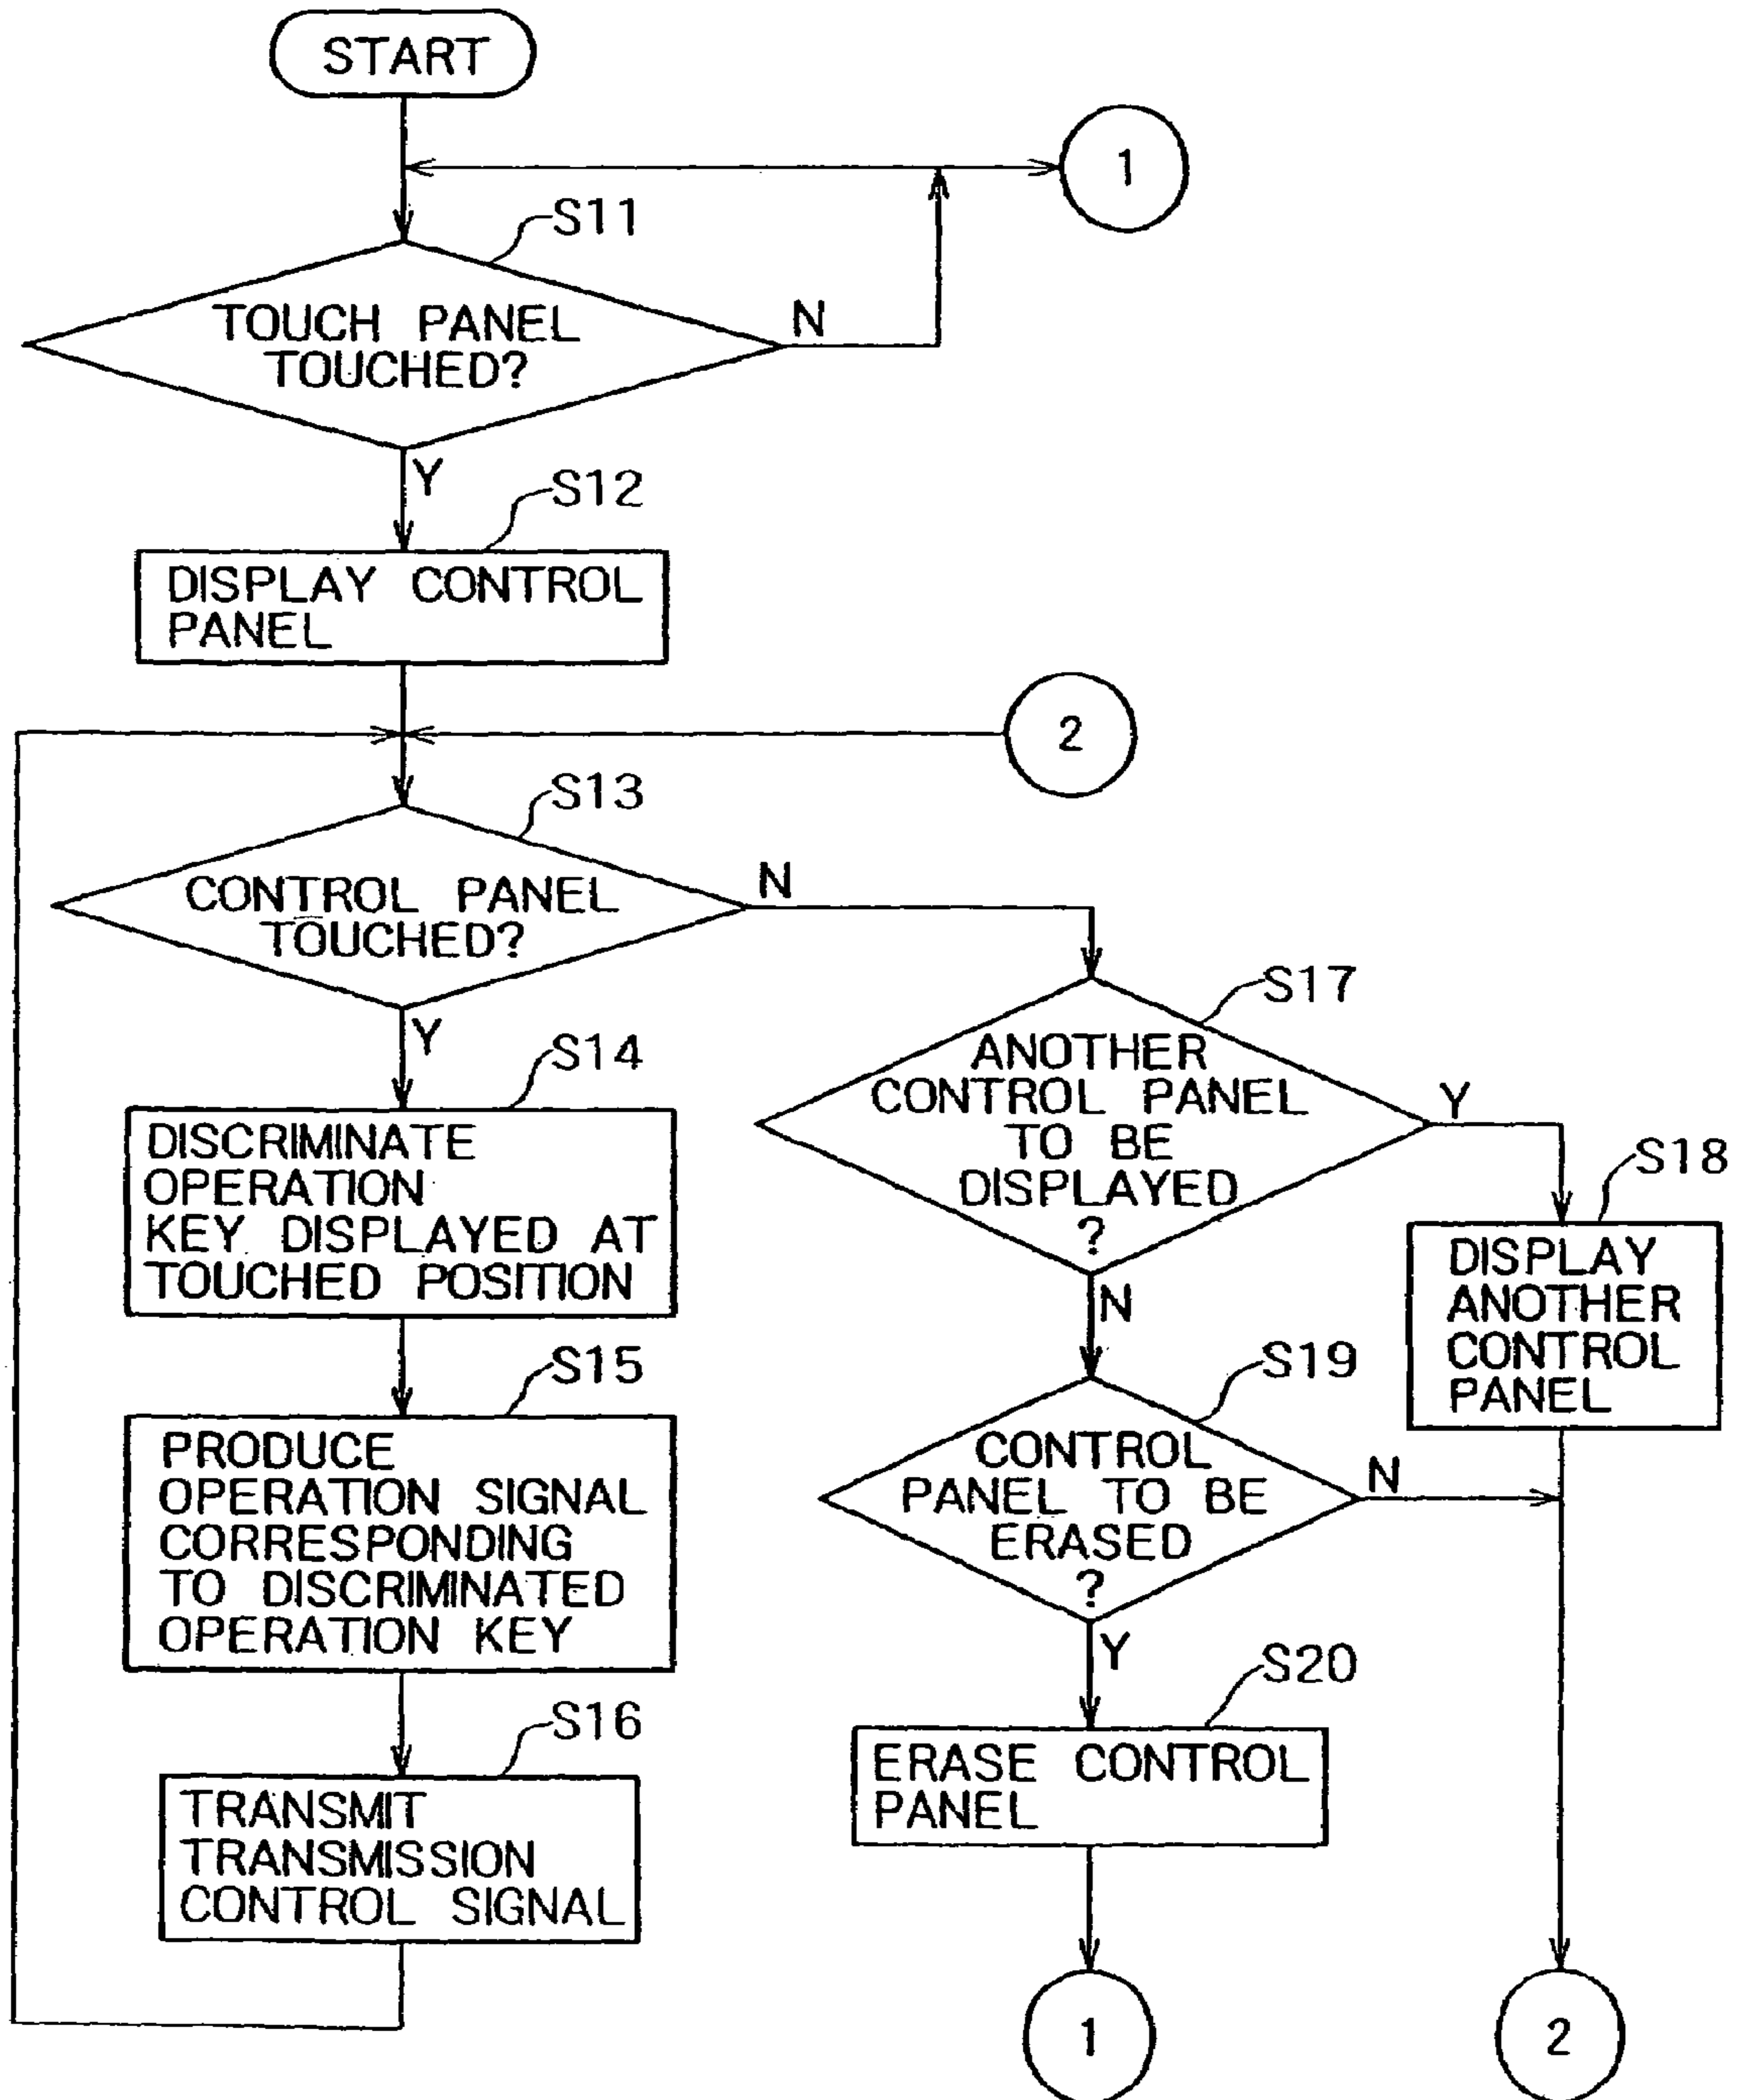 START
1
S11
TOUCH PANEL
TOUCHED?
N
Y
S12
DISPLAY CONTROL
PANEL
2
S13
CONTROL PANEL
TOUCHED?
N
Y
S14
DISCRIMINATE
OPERATION
KEY DISPLAYED AT
TOUCHED POSITION
S15
PRODUCE
OPERATION SIGNAL
CORRESPONDING
TO DISCRIMINATED
OPERATION KEY
S16
TRANSMIT
TRANSMISSION
CONTROL SIGNAL
S17
ANOTHER
CONTROL PANEL
TO BE
DISPLAYED
?
Y
N
S18
DISPLAY
ANOTHER
CONTROL
PANEL
S19
CONTROL
PANEL TO BE
ERASED
?
N
Y
S20
ERASE CONTROL
PANEL
1
2